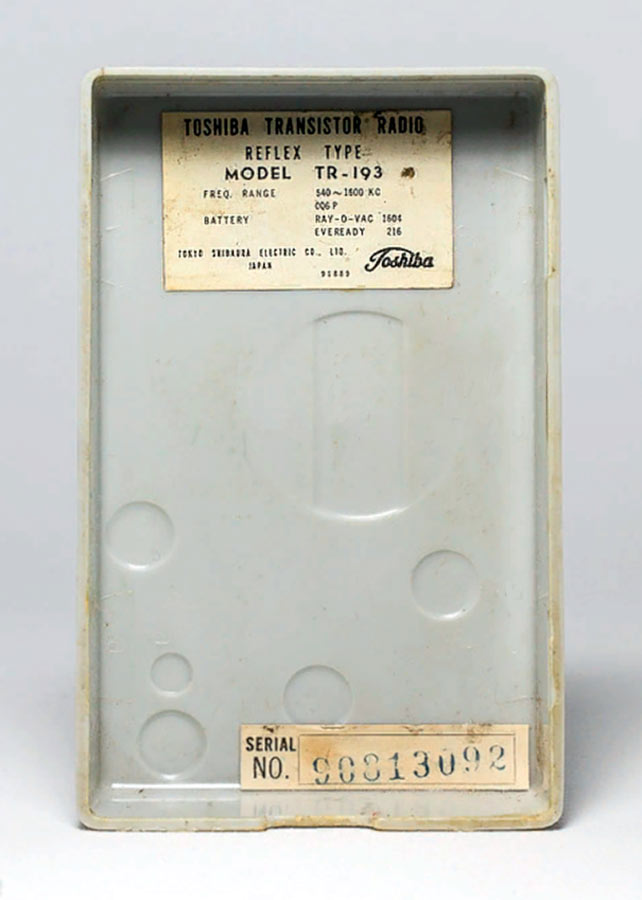 TOSHIBA TRANSISTOR RADIO
REFLEX TYPE
MODEL TR-193
FREQ. RANGE 540~1600 KC
006P
BATTERY RAY-O-VAC 1604
EVEREADY 216
TOKYO SHIBAURA ELECTRIC CO., LTD.
JAPAN
Toshiba
SERIAL
NO. 90813092